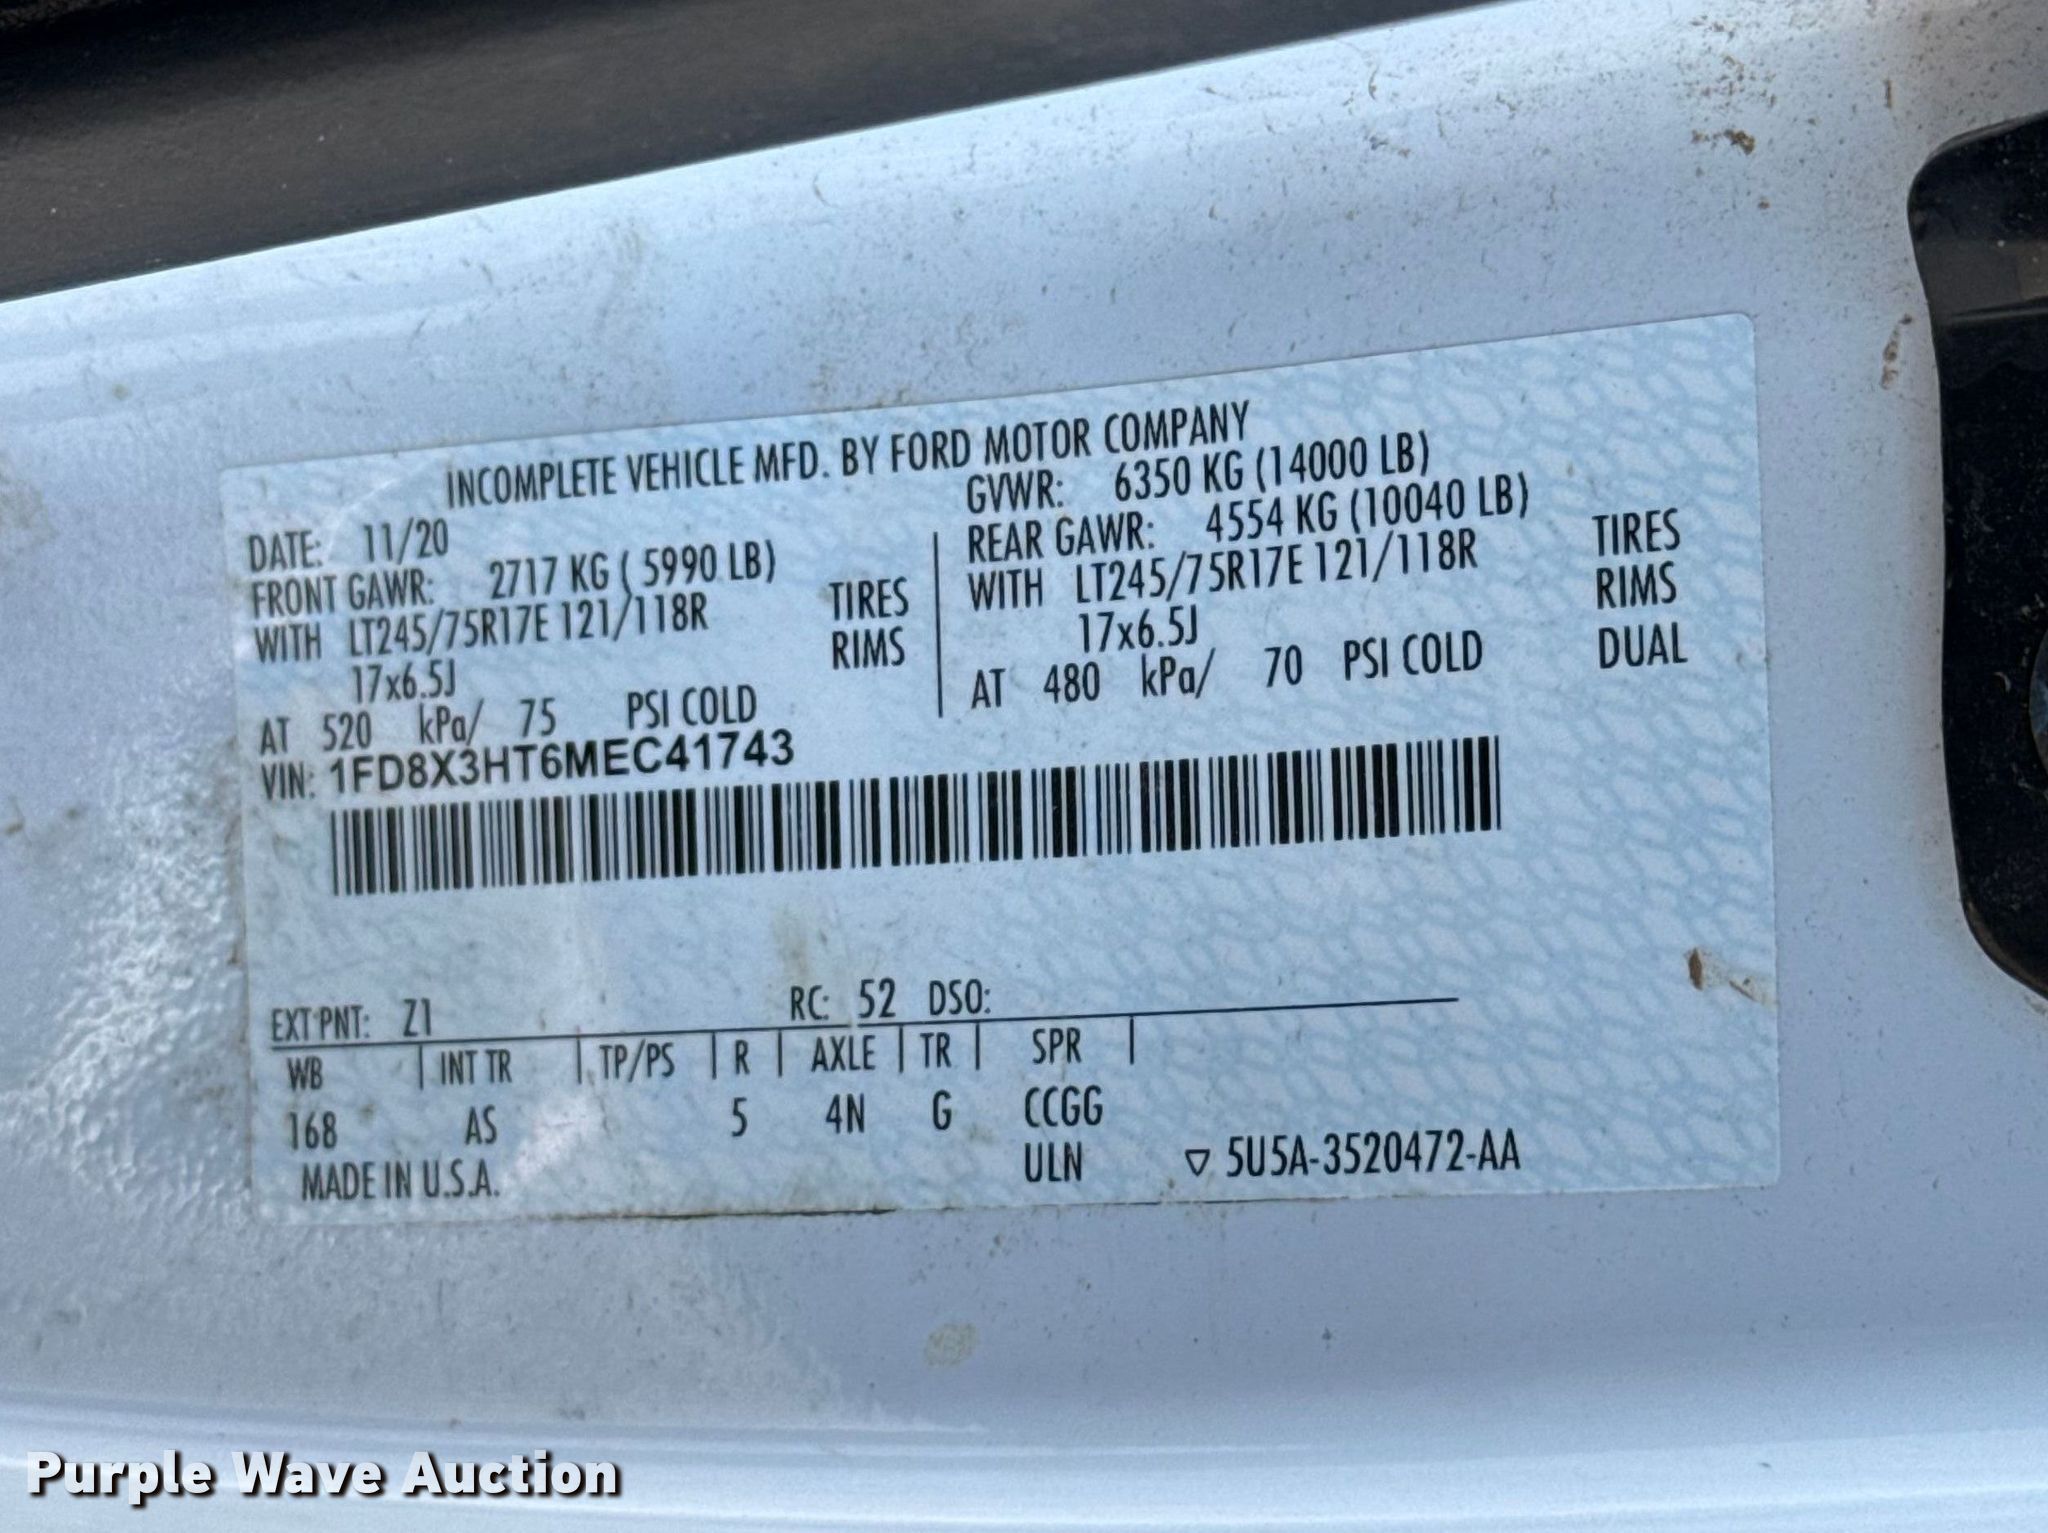 INCOMPLETE VEHICLE MFD. BY FORD MOTOR COMPANY
DATE: 11/20
GVWR: 6350 KG (14000 LB)
FRONT GAWR: 2717 KG ( 5990 LB)
WITH LT245/75R17E 121/118R TIRES
17x6.5J RIMS
AT 520 kPa/ 75 PSI COLD
REAR GAWR: 4554 KG (10040 LB)
WITH LT245/75R17E 121/118R TIRES
17x6.5J RIMS
AT 480 kPa/ 70 PSI COLD DUAL
VIN: 1FD8X3HT6MEC41743
EXT PNT: Z1 RC: 52 DSO:
WB INT TR TP/PS R AXLE TR SPR
168 AS 5 4N G CCGG
MADE IN U.S.A. ULN ▽ 5U5A-3520472-AA
Purple Wave Auction